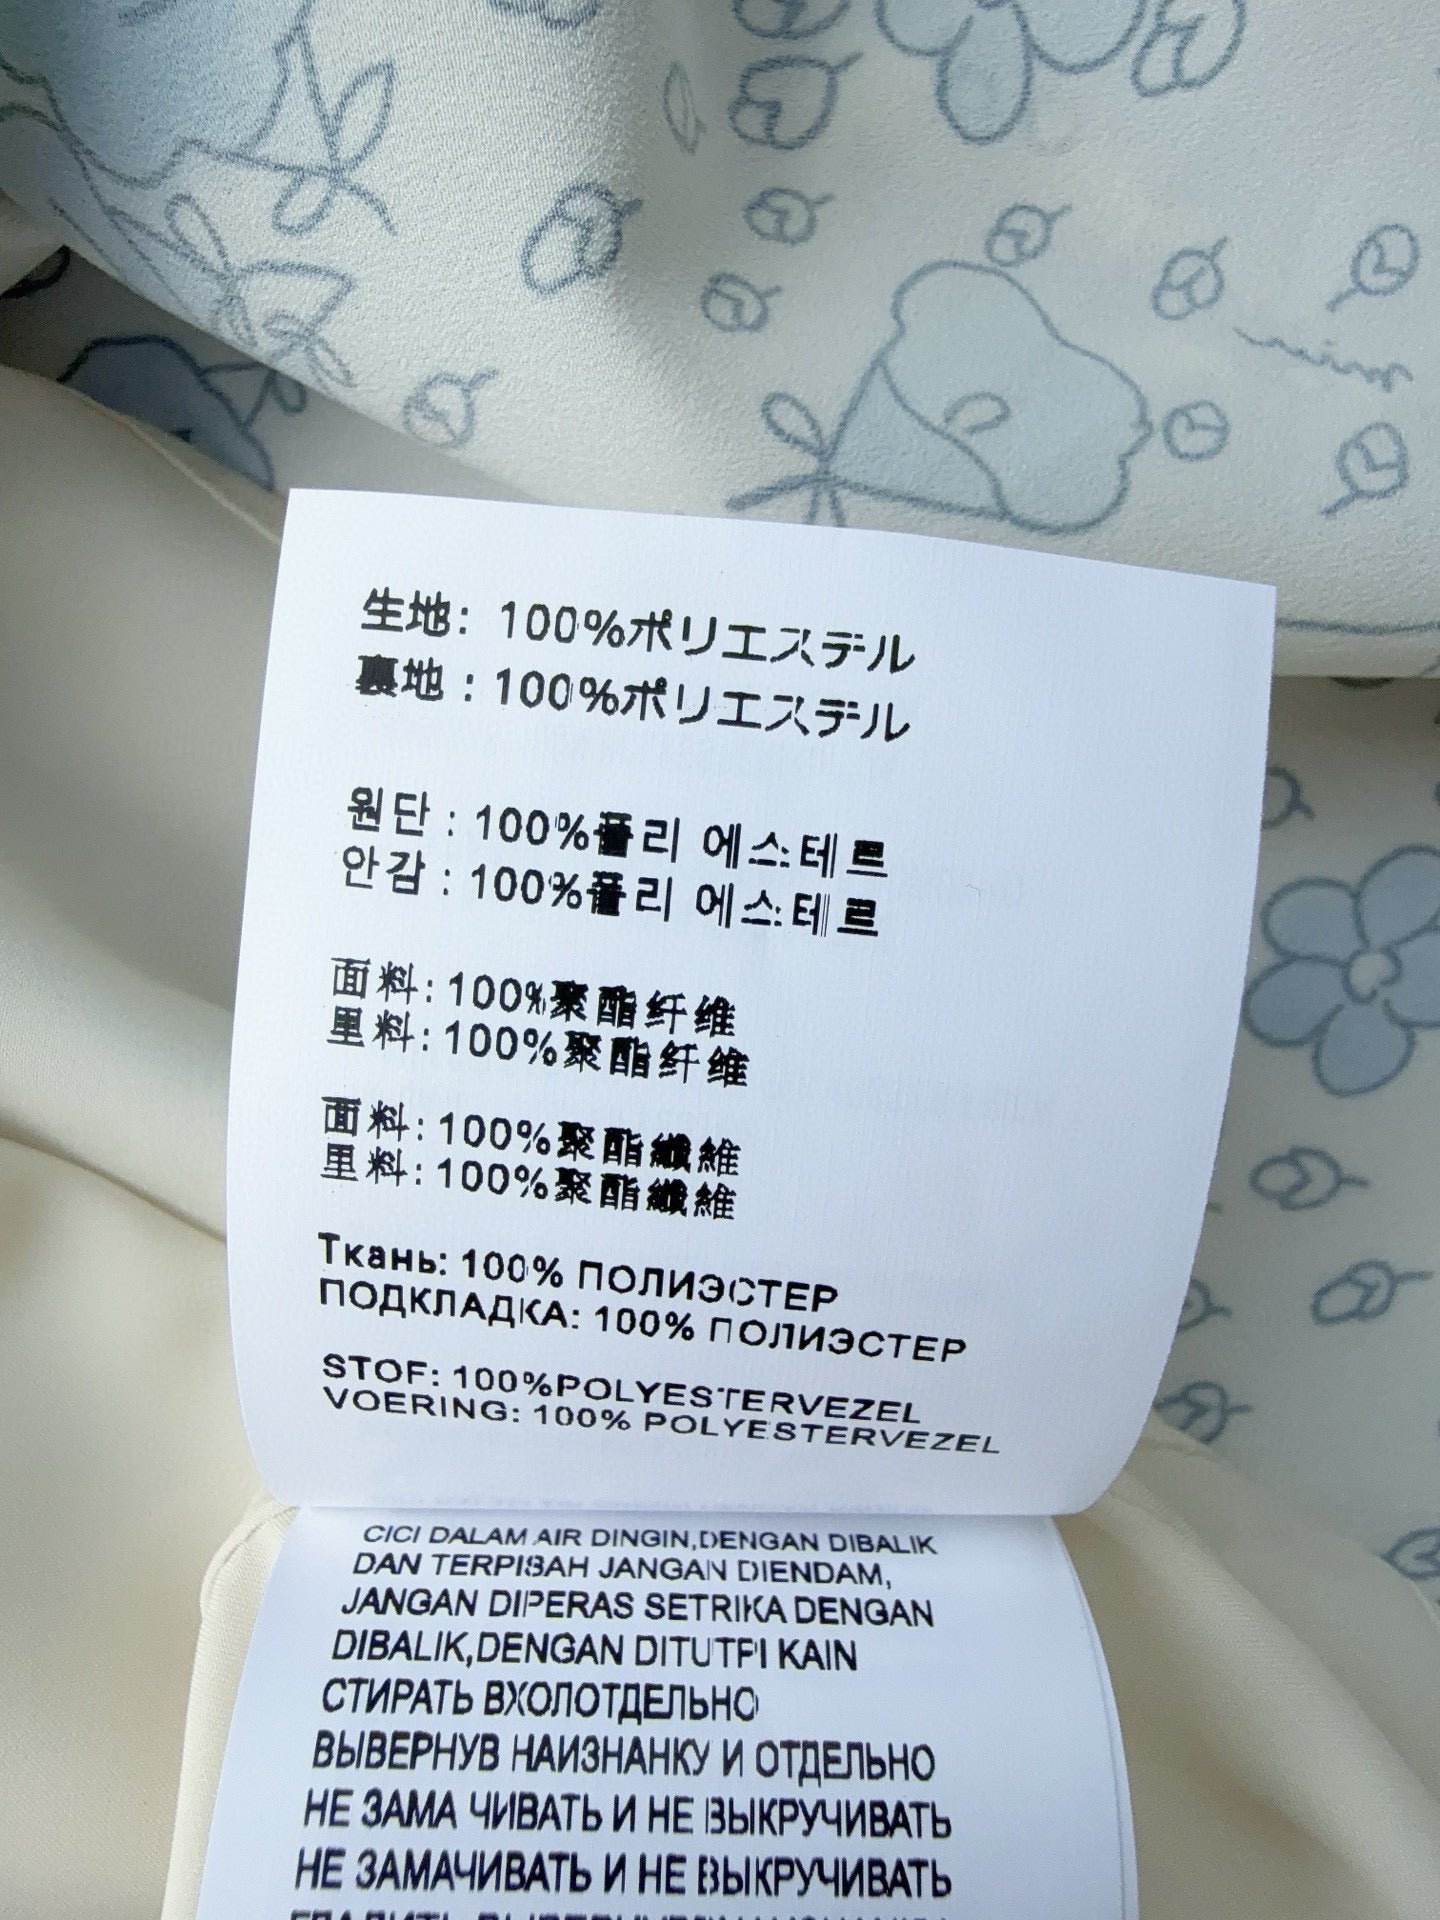 生地: 100%ポリエステル
裏地 : 100%ポリエステル
원단 : 100%폴리 에스테르
안감 : 100%폴리 에스테르
面料: 100%聚酯纤维
里料: 100%聚酯纤维
面料: 100%聚酯纖維
里料: 100%聚酯纖維
Ткань: 100% ПОЛИЭСТЕР
ПОДКЛАДКА: 100% ПОЛИЭСТЕР
STOF: 100%POLYESTERVEZEL
VOERING: 100% POLYESTERVEZEL
CICI DALAM AIR DINGIN,DENGAN DIBALIK
DAN TERPISAH JANGAN DIENDAM,
JANGAN DIPERAS SETRIKA DENGAN
DIBALIK,DENGAN DITUTPI KAIN
СТИРАТЬ ВХОЛОТДЕЛЬНО
ВЫВЕРНУВ НАИЗНАНКУ И ОТДЕЛЬНО
НЕ ЗАМА ЧИВАТЬ И НЕ ВЫКРУЧИВАТЬ
НЕ ЗАМАЧИВАТЬ И НЕ ВЫКРУЧИВАТЬ